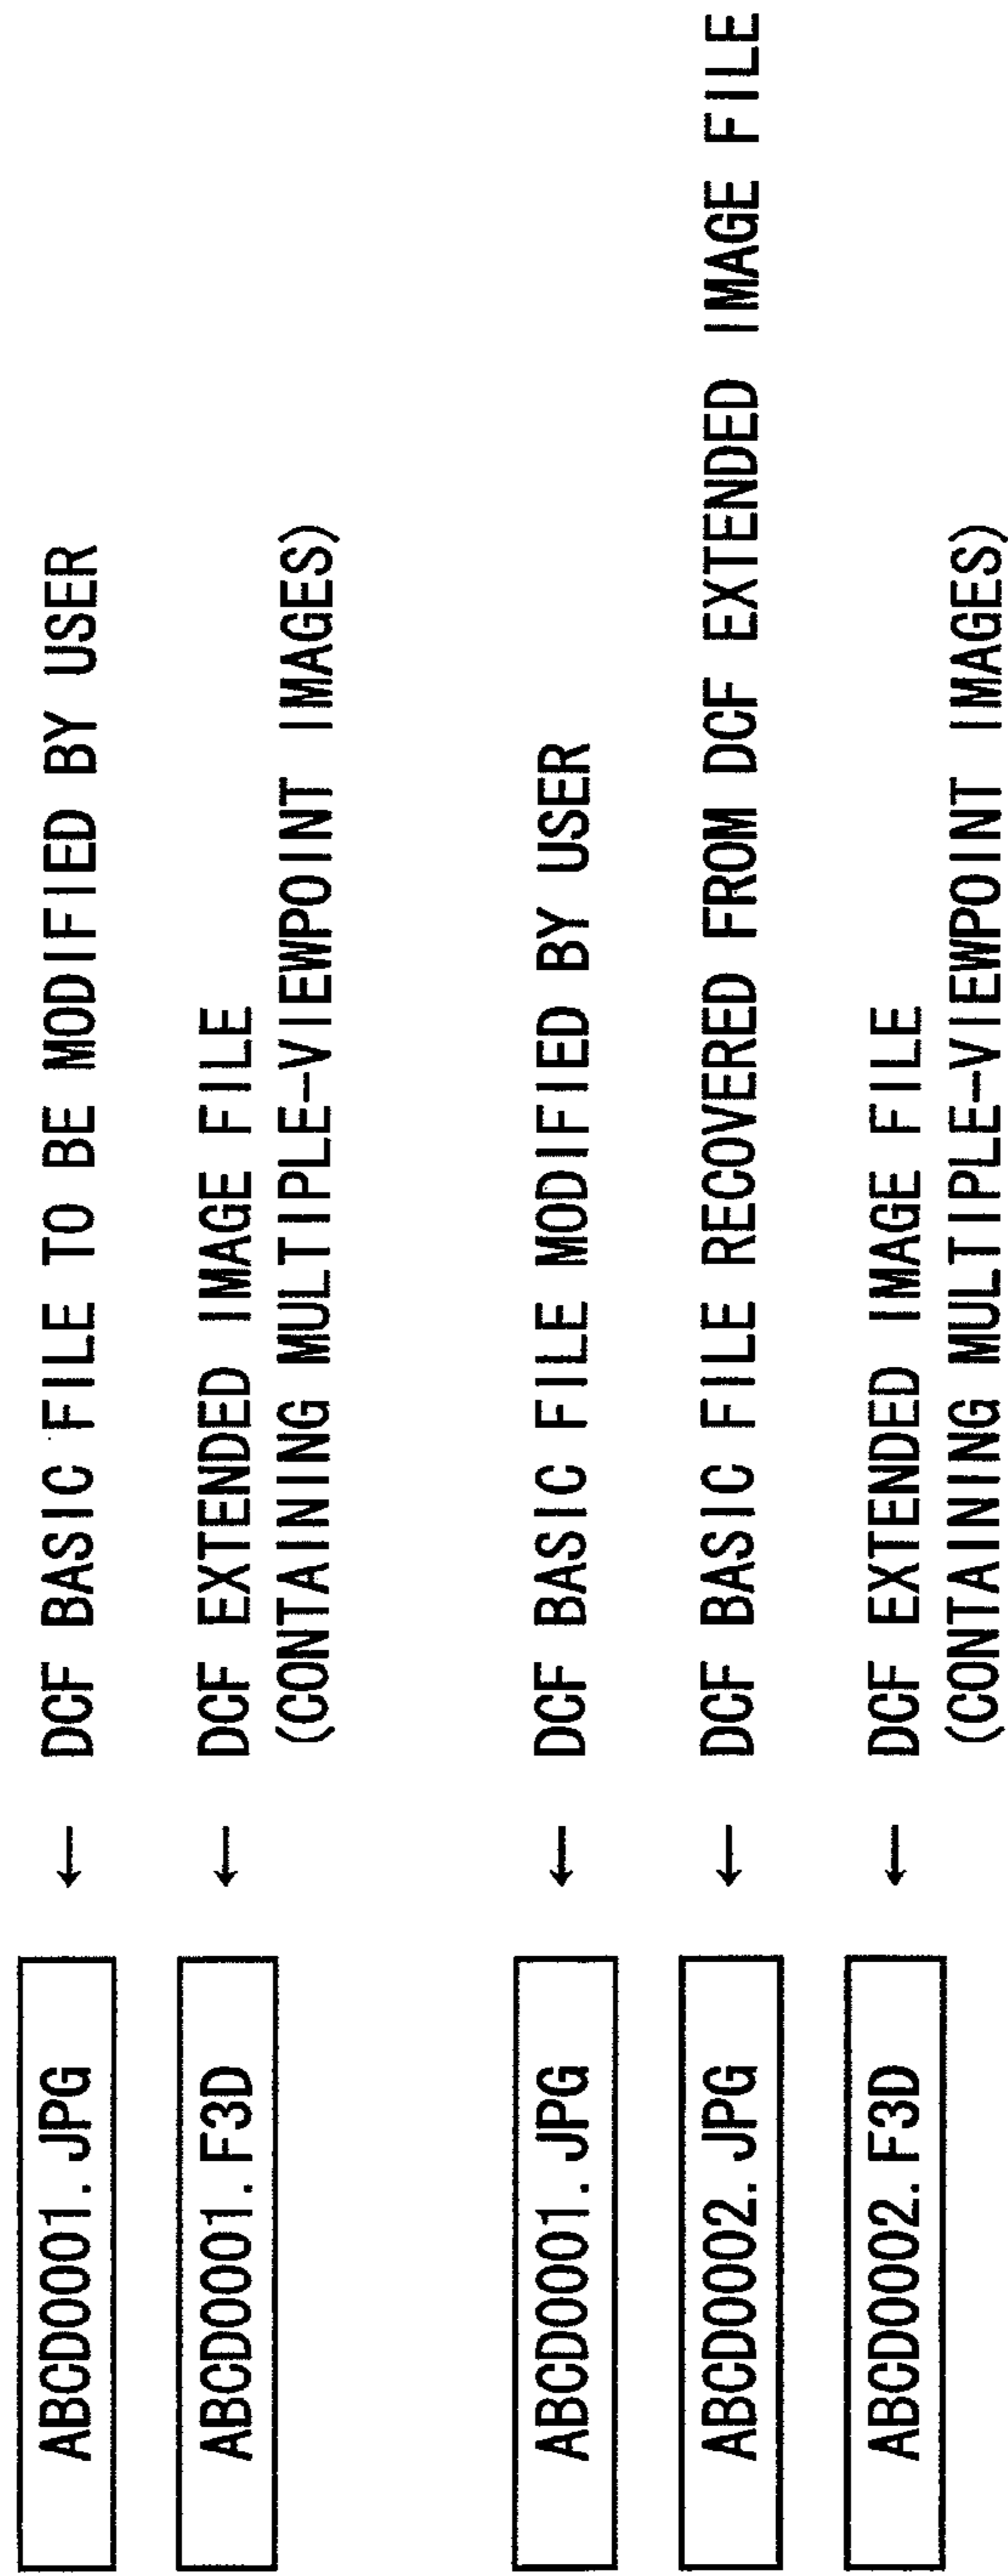 ABCD0001.JPG ← DCF BASIC FILE TO BE MODIFIED BY USER
ABCD0001.F3D ← DCF EXTENDED IMAGE FILE
(CONTAINING MULTIPLE-VIEWPOINT IMAGES)
ABCD0001.JPG ← DCF BASIC FILE MODIFIED BY USER
ABCD0002.JPG ← DCF BASIC FILE RECOVERED FROM DCF EXTENDED IMAGE FILE
ABCD0002.F3D ← DCF EXTENDED IMAGE FILE
(CONTAINING MULTIPLE-VIEWPOINT IMAGES)